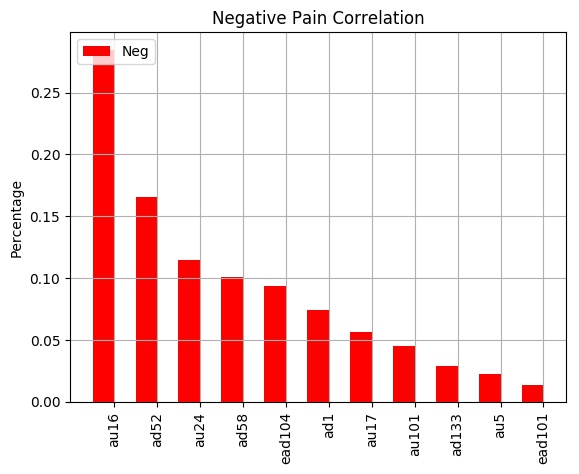 Negative Pain Correlation
Neg
Percentage
0.25
0.20
0.15
0.10
0.05
0.00
au16
ad52
au24
ad58
ead104
ad1
au17
au101
ad133
au5
ead101